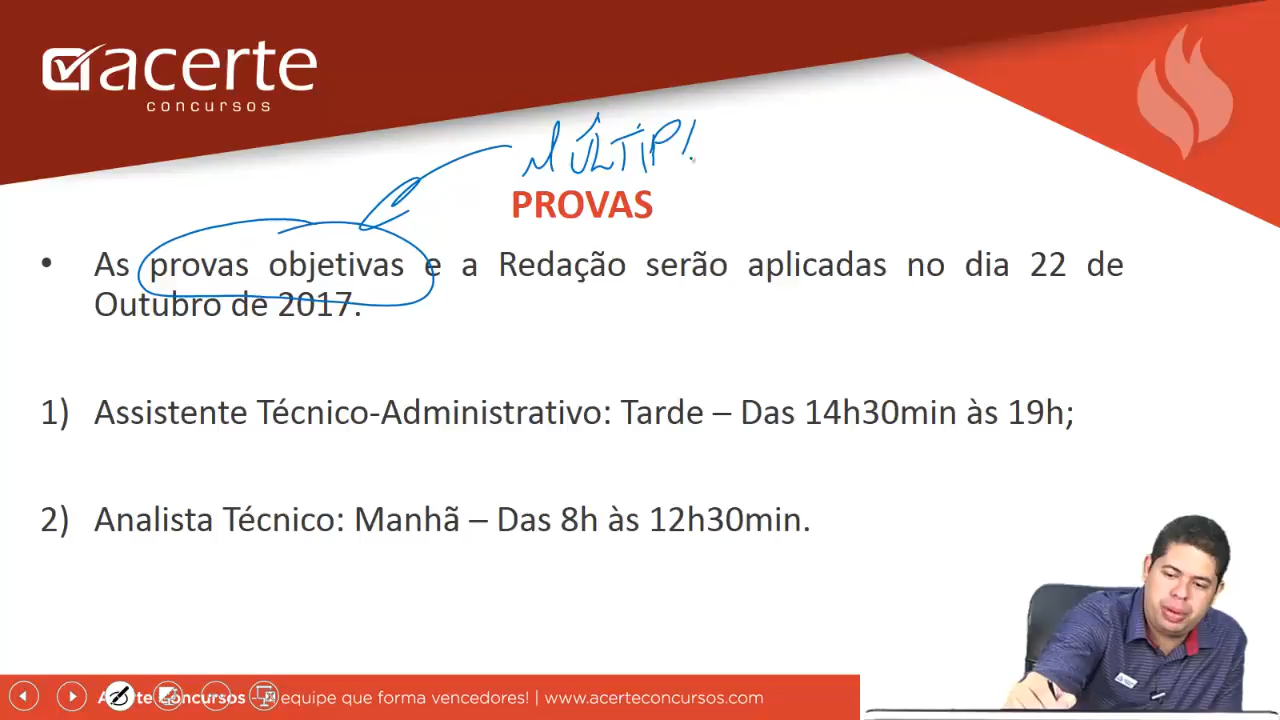 acerte
concursos
MÚLTIPL
PROVAS
• As provas objetivas e a Redação serão aplicadas no dia 22 de
Outubro de 2017.
1) Assistente Técnico-Administrativo: Tarde – Das 14h30min às 19h;
2) Analista Técnico: Manhã – Das 8h às 12h30min.
Concursos equipe que forma vencedores! | www.acerteconcursos.com